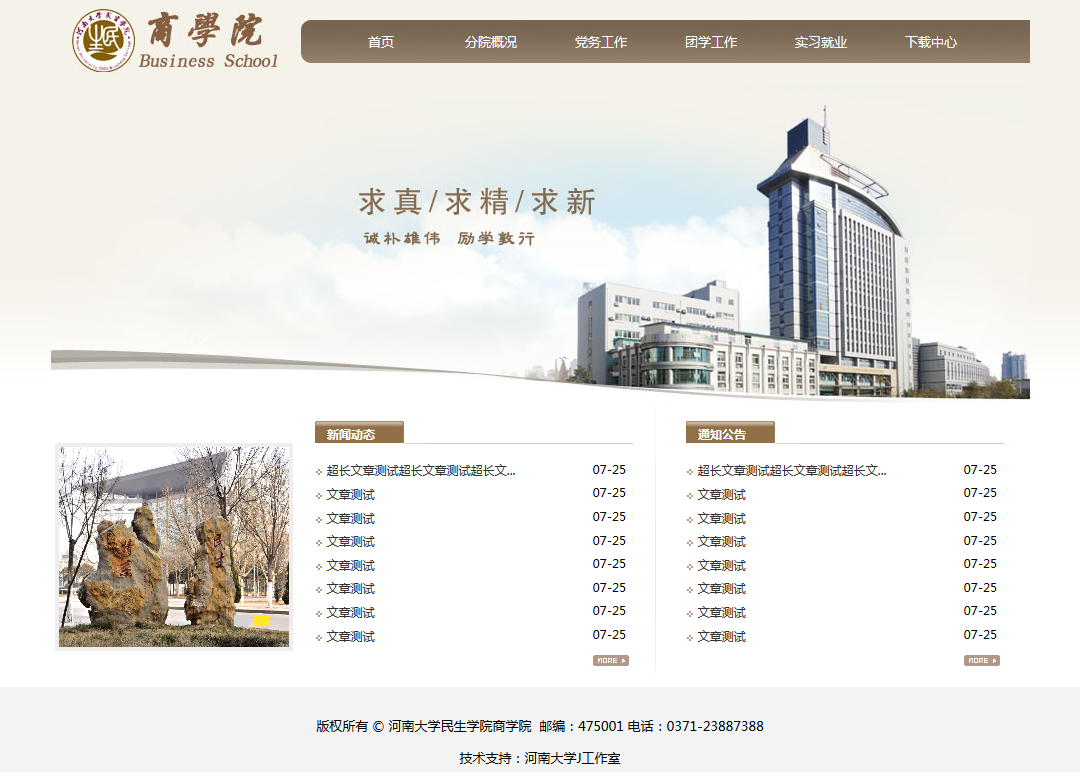 商學院
Business School
首页 分院概况 党务工作 团学工作 实习就业 下载中心
求真/求精/求新
诚朴雄伟 励学敦行
新闻动态
超长文章测试超长文章测试超长文... 07-25
文章测试 07-25
文章测试 07-25
文章测试 07-25
文章测试 07-25
文章测试 07-25
文章测试 07-25
文章测试 07-25
MORE
通知公告
超长文章测试超长文章测试超长文... 07-25
文章测试 07-25
文章测试 07-25
文章测试 07-25
文章测试 07-25
文章测试 07-25
文章测试 07-25
文章测试 07-25
MORE
民生
版权所有 © 河南大学民生学院商学院 邮编：475001 电话：0371-23887388
技术支持：河南大学J工作室